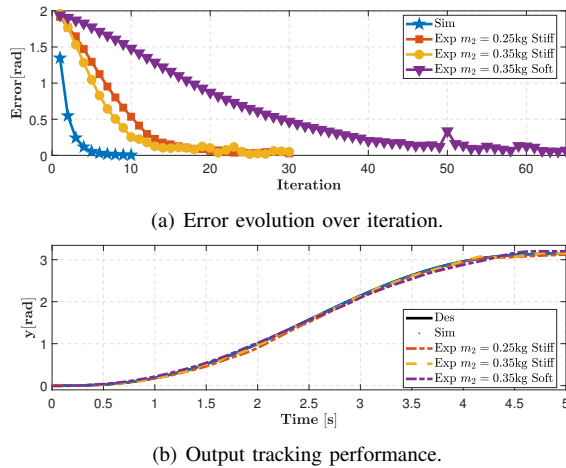 2
1.5
1
0.5
0
Error[rad]
Sim
Exp m₂ = 0.25kg Stiff
Exp m₂ = 0.35kg Stiff
Exp m₂ = 0.35kg Soft
0 10 20 30 40 50 60
Iteration
(a) Error evolution over iteration.
3
2
1
0
y[rad]
Des
Sim
Exp m₂ = 0.25kg Stiff
Exp m₂ = 0.35kg Stiff
Exp m₂ = 0.35kg Soft
0 0.5 1 1.5 2 2.5 3 3.5 4 4.5 5
Time [s]
(b) Output tracking performance.